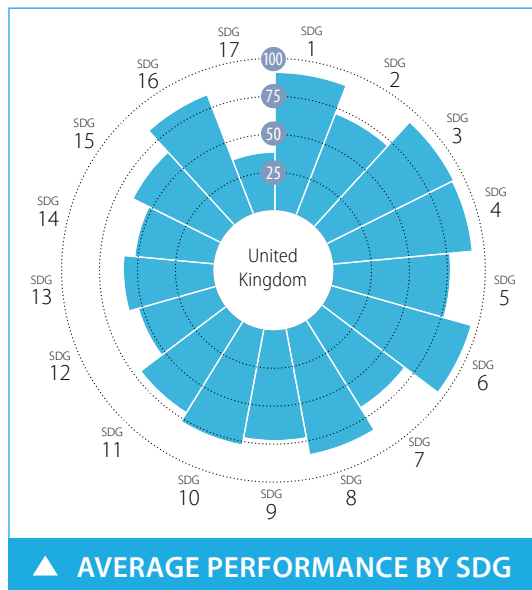 SDG
1
SDG
2
SDG
3
SDG
4
SDG
5
SDG
6
SDG
7
SDG
8
SDG
9
SDG
10
SDG
11
SDG
12
SDG
13
SDG
14
SDG
15
SDG
16
SDG
17
100
75
50
25
United
Kingdom
AVERAGE PERFORMANCE BY SDG